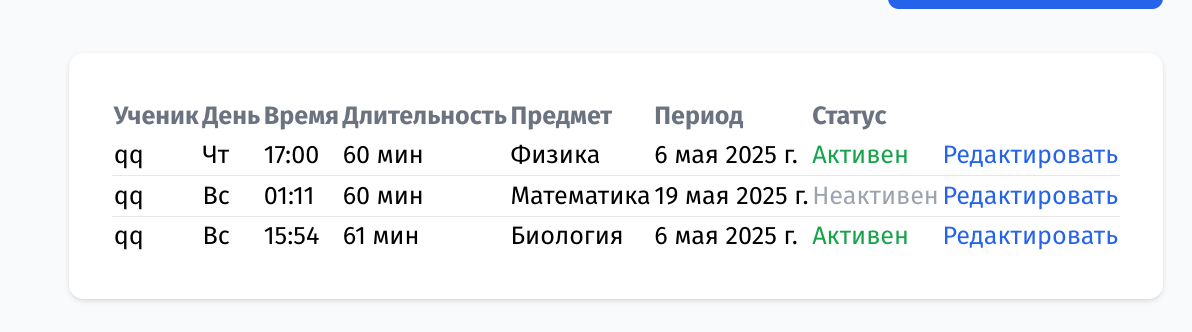 Ученик День Время Длительность Предмет Период Статус
qq Чт 17:00 60 мин Физика 6 мая 2025 г. Активен Редактировать
qq Вс 01:11 60 мин Математика 19 мая 2025 г. Неактивен Редактировать
qq Вс 15:54 61 мин Биология 6 мая 2025 г. Активен Редактировать